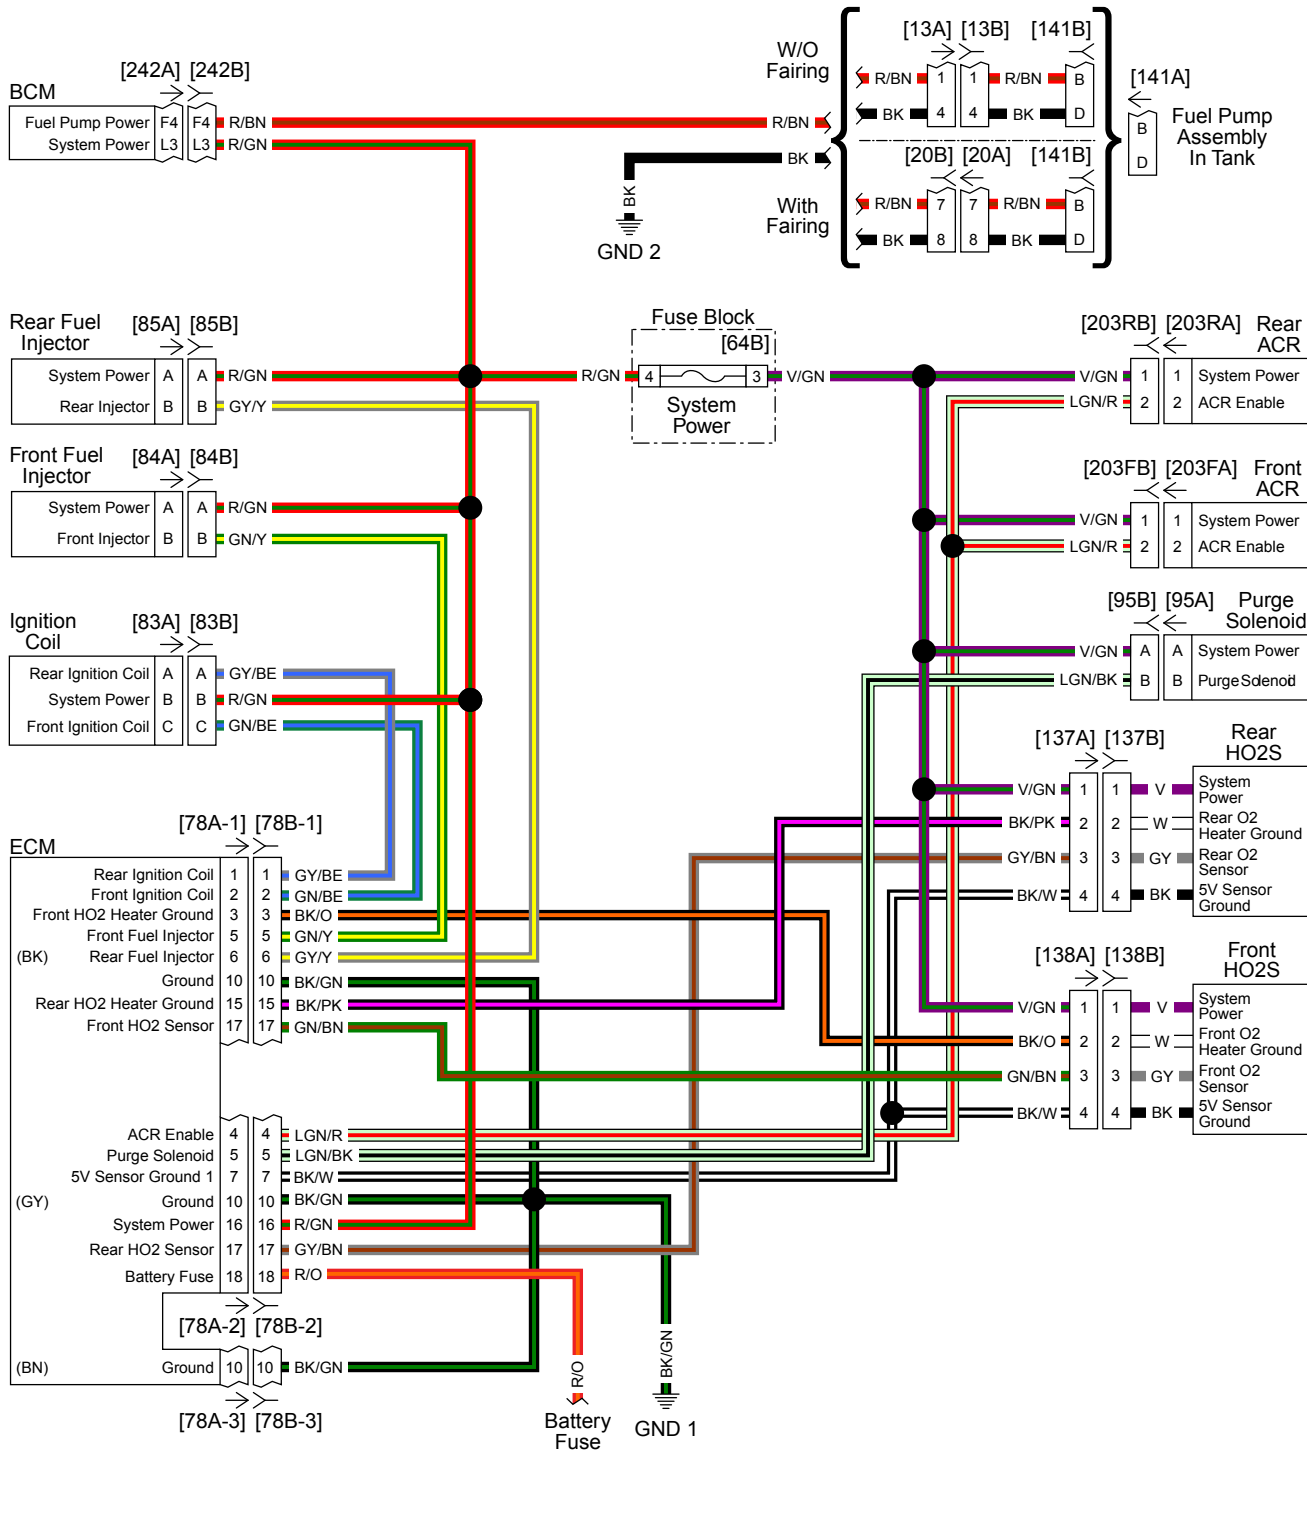 [13A] [13B] [141B]
W/O
Fairing
R/BN 1 1 R/BN B
BK 4 4 BK D
[141A]
B
D
Fuel Pump
Assembly
In Tank
[242A] [242B]
BCM
Fuel Pump Power F4 F4 R/BN R/BN
System Power L3 L3 R/GN
BK
BK
GND 2
[20B] [20A] [141B]
With
Fairing
R/BN 7 7 R/BN B
BK 8 8 BK D
Rear Fuel
Injector
[85A] [85B]
System Power A A R/GN
Rear Injector B B GY/Y
Fuse Block
[64B]
R/GN 4 3 V/GN
System
Power
[203RB] [203RA] Rear
ACR
V/GN 1 1 System Power
LGN/R 2 2 ACR Enable
Front Fuel
Injector
[84A] [84B]
System Power A A R/GN
Front Injector B B GN/Y
[203FB] [203FA] Front
ACR
V/GN 1 1 System Power
LGN/R 2 2 ACR Enable
Ignition
Coil
[83A] [83B]
Rear Ignition Coil A A GY/BE
System Power B B R/GN
Front Ignition Coil C C GN/BE
[95B] [95A] Purge
Solenoid
V/GN A A System Power
LGN/BK B B Purge Solenoid
[137A] [137B] Rear
HO2S
V/GN 1 1 V System
Power
BK/PK 2 2 W Rear O2
Heater Ground
GY/BN 3 3 GY Rear O2
Sensor
BK/W 4 4 BK 5V Sensor
Ground
[138A] [138B] Front
HO2S
V/GN 1 1 V System
Power
BK/O 2 2 W Front O2
Heater Ground
GN/BN 3 3 GY Front O2
Sensor
BK/W 4 4 BK 5V Sensor
Ground
ECM
[78A-1] [78B-1]
Rear Ignition Coil 1 1 GY/BE
Front Ignition Coil 2 2 GN/BE
Front HO2 Heater Ground 3 3 BK/O
Front Fuel Injector 5 5 GN/Y
(BK) Rear Fuel Injector 6 6 GY/Y
Ground 10 10 BK/GN
Rear HO2 Heater Ground 15 15 BK/PK
Front HO2 Sensor 17 17 GN/BN
ACR Enable 4 4 LGN/R
Purge Solenoid 5 5 LGN/BK
5V Sensor Ground 1 7 7 BK/W
(GY) Ground 10 10 BK/GN
System Power 16 16 R/GN
Rear HO2 Sensor 17 17 GY/BN
Battery Fuse 18 18 R/O
[78A-2] [78B-2]
(BN) Ground 10 10 BK/GN
[78A-3] [78B-3]
R/O
Battery
Fuse
BK/GN
GND 1